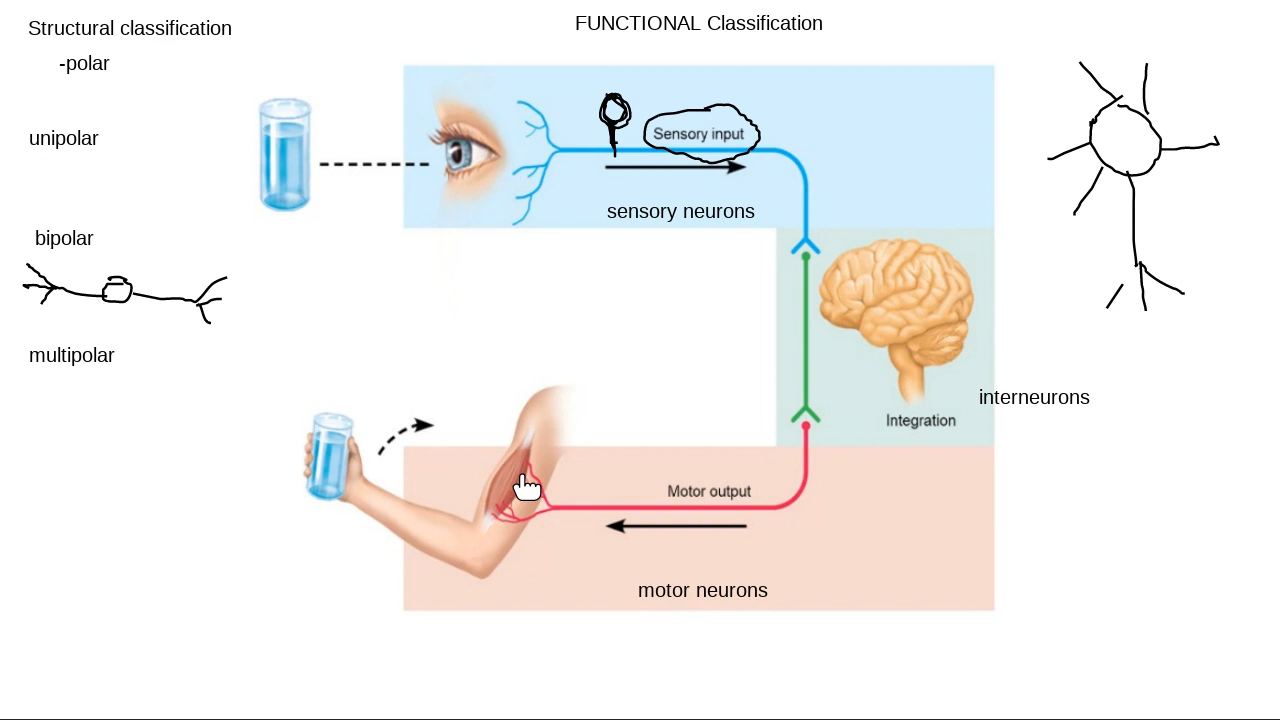 Structural classification
FUNCTIONAL Classification
-polar
unipolar
Sensory input
sensory neurons
bipolar
multipolar
interneurons
Integration
Motor output
motor neurons